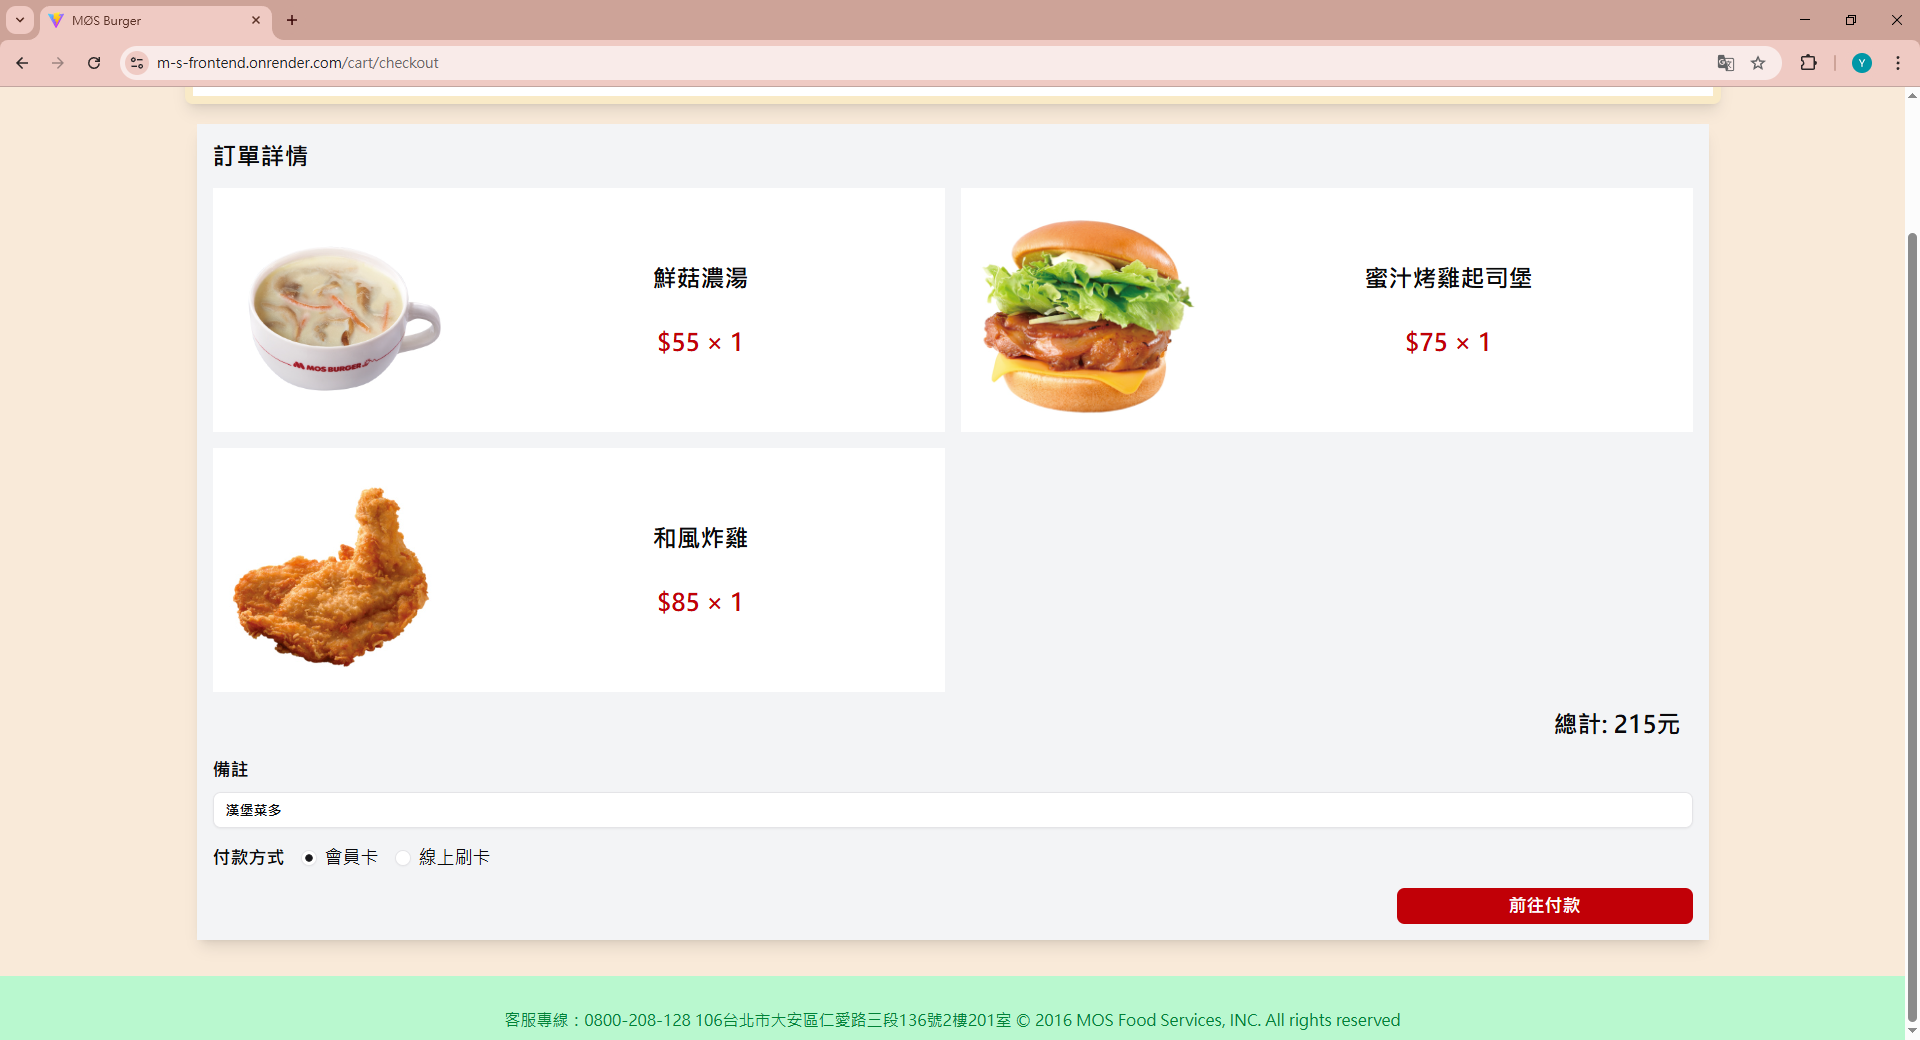 MØS Burger
m-s-frontend.onrender.com/cart/checkout
Y
訂單詳情
MOS BURGER
鮮菇濃湯
$55 × 1
蜜汁烤雞起司堡
$75 × 1
和風炸雞
$85 × 1
總計: 215元
備註
漢堡菜多
付款方式 會員卡 線上刷卡
前往付款
客服專線：0800-208-128 106台北市大安區仁愛路三段136號2樓201室 © 2016 MOS Food Services, INC. All rights reserved